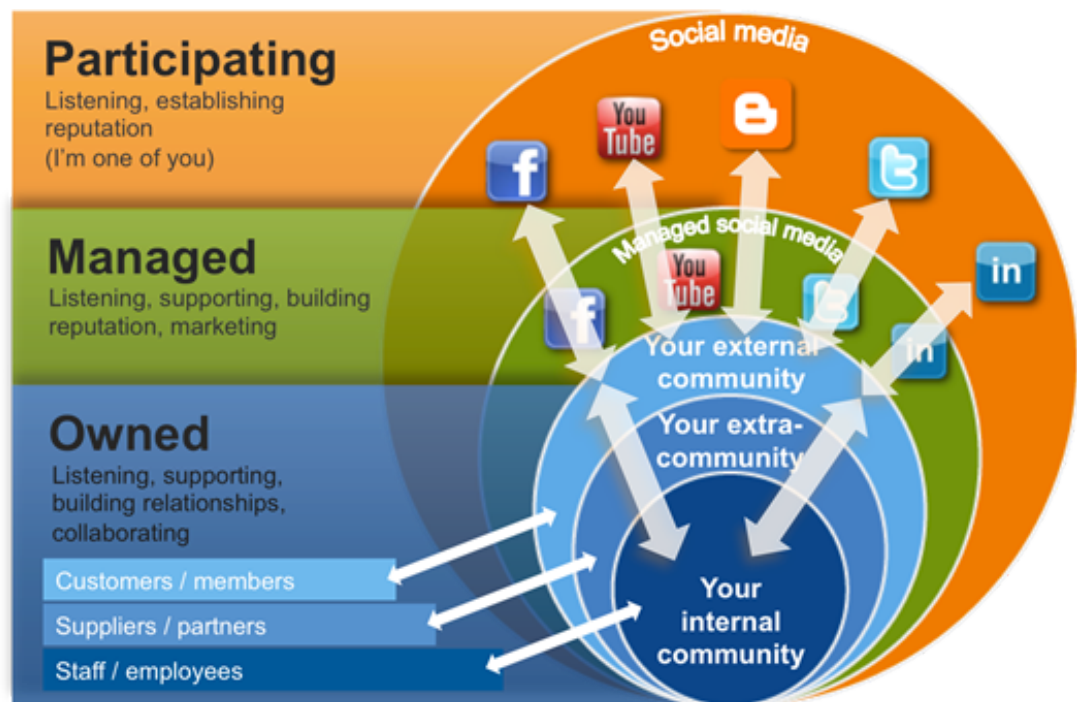 Participating
Listening, establishing
reputation
(I'm one of you)
Managed
Listening, supporting, building
reputation, marketing
Owned
Listening, supporting,
building relationships,
collaborating
Customers / members
Suppliers / partners
Staff / employees
Social media
f
You
Tube
B
t
in
Managed social media
f
You
Tube
t
in
Your external
community
Your extra-
community
Your
internal
community